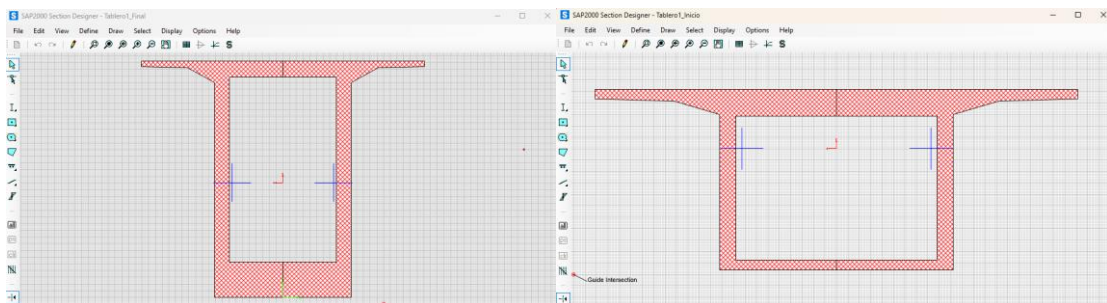 SAP2000 Section Designer - Tablero1_Final
File Edit View Define Draw Select Display Options Help
SAP2000 Section Designer - Tablero1_Inicio
File Edit View Define Draw Select Display Options Help
Guide Intersection